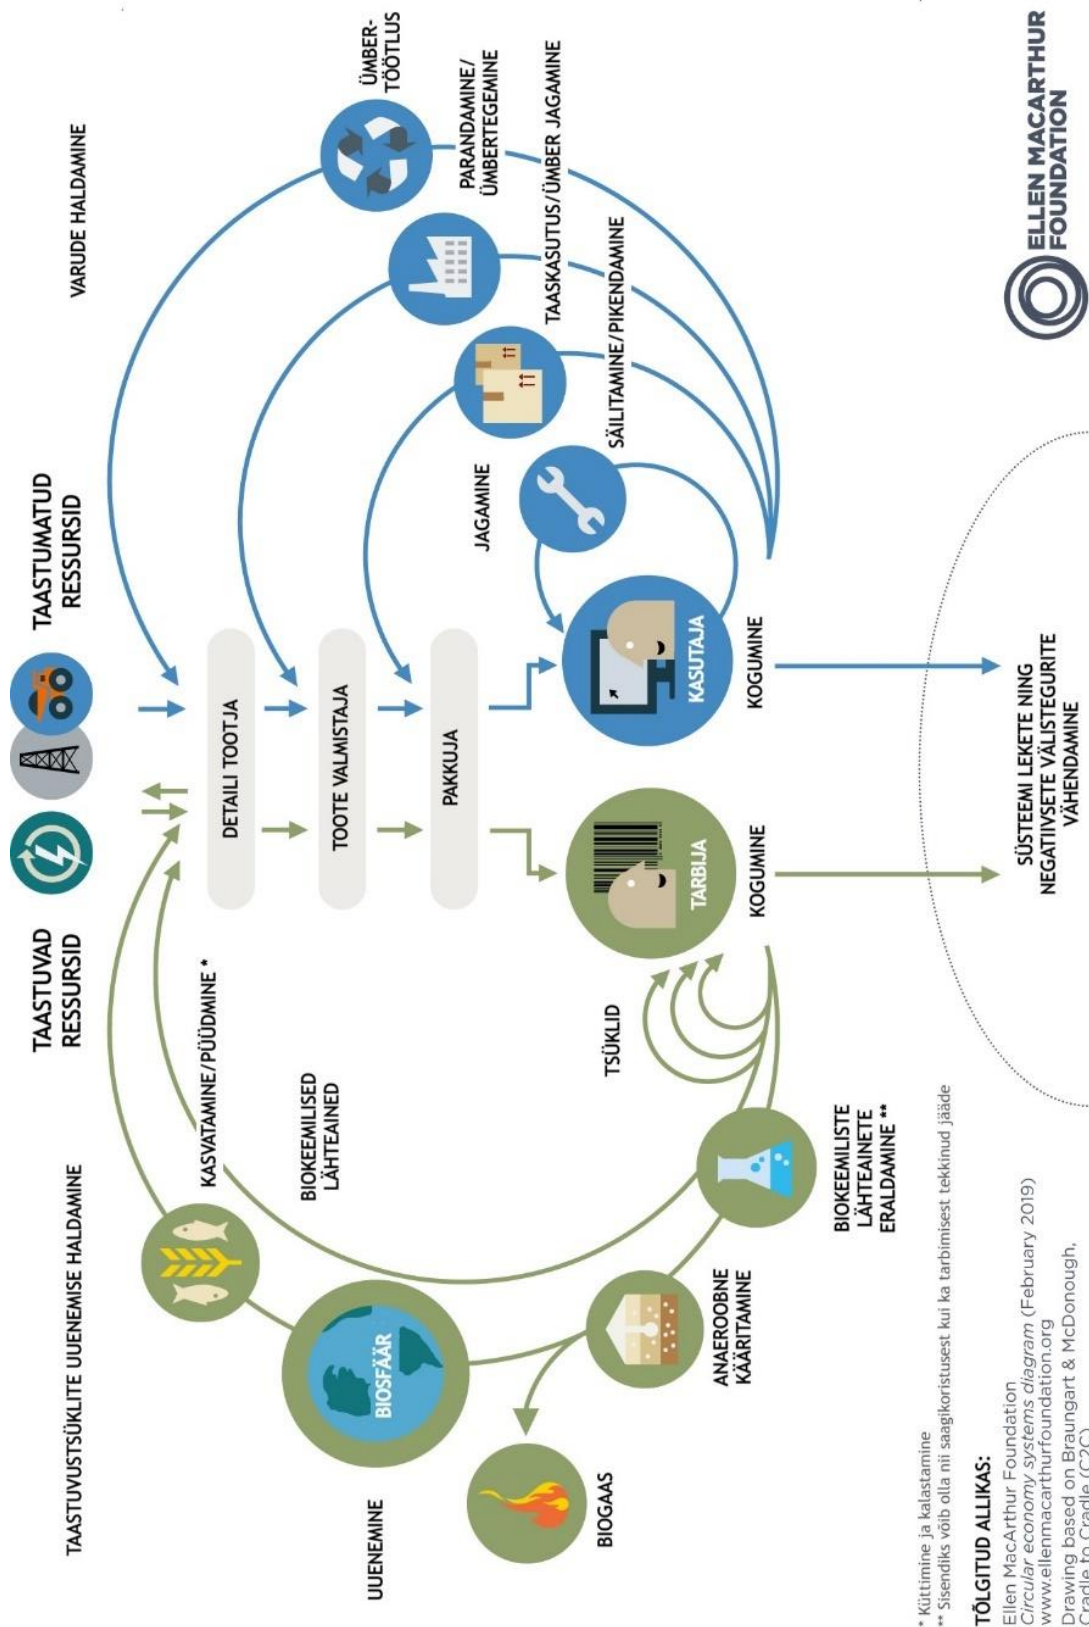 TAASTUVAD
RESSURSID
TAASTUMATUD
RESSURSID
TAASTUVUSTSÜKLITE UUENEMISE HALDAMINE
VARUDE HALDAMINE
KASVATAMINE/PÜÜDMINE *
DETAILI TOOTJA
ÜMBER-
TÖÖTLUS
BIOKEEMILISED
LÄHTEAINED
TOOTE VALMISTAJA
PARANDAMINE/
ÜMBERTEGEMINE
UUENEMINE
BIOSFÄÄR
PAKKUJA
TAASKASUTUS/ÜMBER JAGAMINE
JAGAMINE
SÄILITAMINE/PIKENDAMINE
BIOGAAS
TSÜKLID
TARBIJA
KASUTAJA
ANAEROOBNE
KÄÄRITAMINE
KOGUMINE
KOGUMINE
BIOKEEMILISTE
LÄHTEAINETE
ERALDAMINE **
SÜSTEEMI LEKETE NING
NEGATIIVSETE VÄLISTEGURITE
VÄHENDAMINE
* Küttimine ja kalastamine
** Sisendiks võib olla nii saagikoristusest kui ka tarbimisest tekkinud jääde
TÕLGITUD ALLIKAS:
Ellen MacArthur Foundation
Circular economy systems diagram (February 2019)
www.ellenmacarthurfoundation.org
Drawing based on Braungart & McDonough,
Cradle to Cradle (C2C)
ELLEN MACARTHUR
FOUNDATION